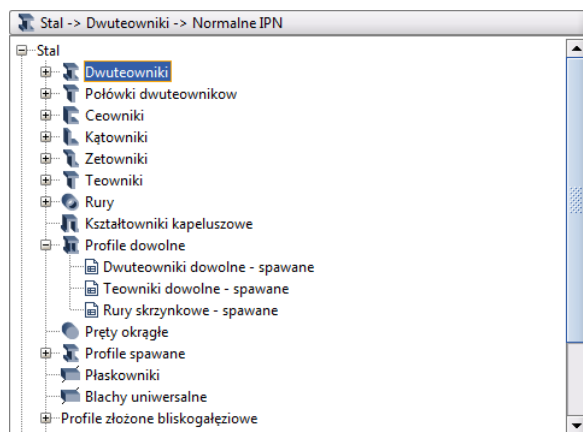 Stal -> Dwuteowniki -> Normalne IPN
Stal
Dwuteowniki
Połówki dwuteownikow
Ceowniki
Kątowniki
Zetowniki
Teowniki
Rury
Kształtowniki kapeluszowe
Profile dowolne
Dwuteowniki dowolne - spawane
Teowniki dowolne - spawane
Rury skrzynkowe - spawane
Pręty okrągłe
Profile spawane
Płaskowniki
Blachy uniwersalne
Profile złożone bliskogałęziowe